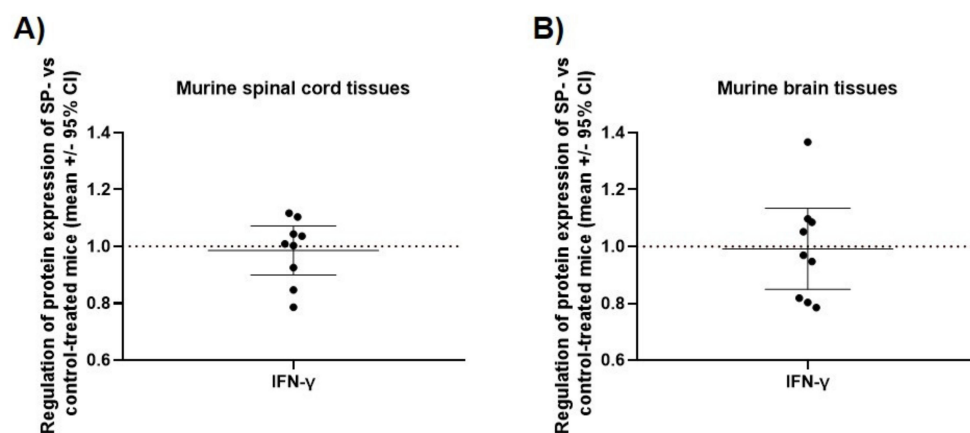 A)
Regulation of protein expression of SP- vs
control-treated mice (mean +/- 95% CI)
Murine spinal cord tissues
1.4
1.2
1.0
0.8
0.6
IFN-γ
B)
Regulation of protein expression of SP- vs
control-treated mice (mean +/- 95% CI)
Murine brain tissues
1.4
1.2
1.0
0.8
0.6
IFN-γ